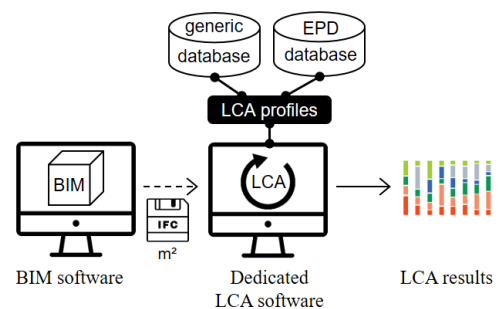 generic
database
EPD
database
LCA profiles
BIM
LCA
IFC
m²
BIM software
Dedicated
LCA software
LCA results